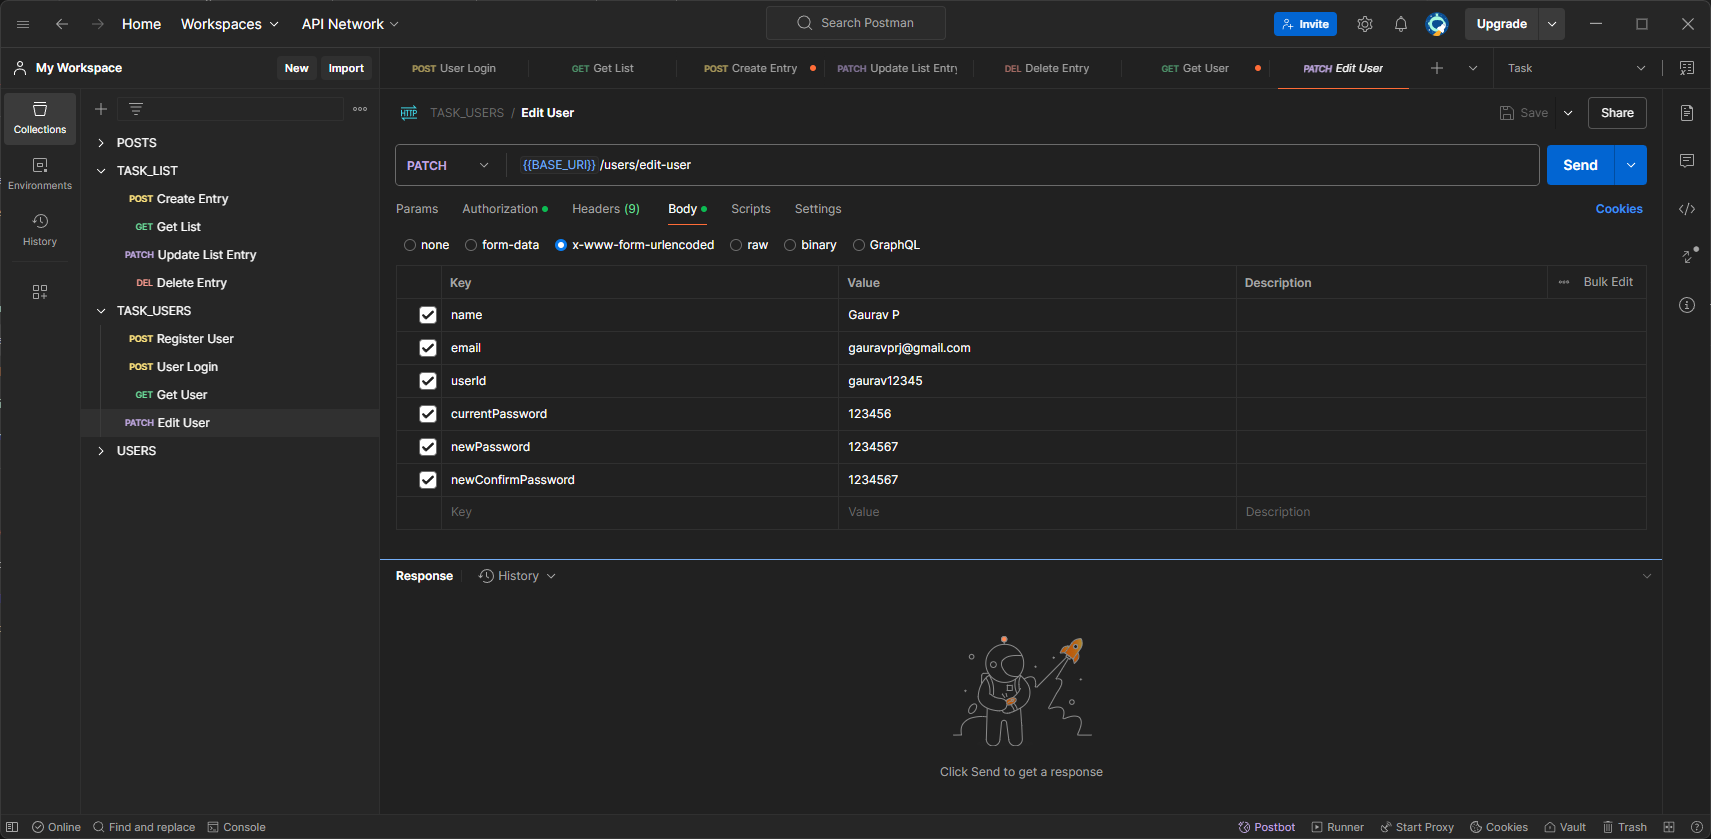 Home Workspaces API Network Search Postman Invite Upgrade
My Workspace New Import POST User Login GET Get List POST Create Entry PATCH Update List Entry DEL Delete Entry GET Get User PATCH Edit User Task
Collections
Environments
History
POSTS
TASK_LIST
POST Create Entry
GET Get List
PATCH Update List Entry
DEL Delete Entry
TASK_USERS
POST Register User
POST User Login
GET Get User
PATCH Edit User
USERS
HTTP TASK_USERS / Edit User Save Share
PATCH {{BASE_URI}} /users/edit-user Send
Params Authorization Headers (9) Body Scripts Settings Cookies
none form-data x-www-form-urlencoded raw binary GraphQL
Key Value Description Bulk Edit
name Gaurav P
email gauravprj@gmail.com
userId gaurav12345
currentPassword 123456
newPassword 1234567
newConfirmPassword 1234567
Key Value Description
Response History
Click Send to get a response
Online Find and replace Console Postbot Runner Start Proxy Cookies Vault Trash